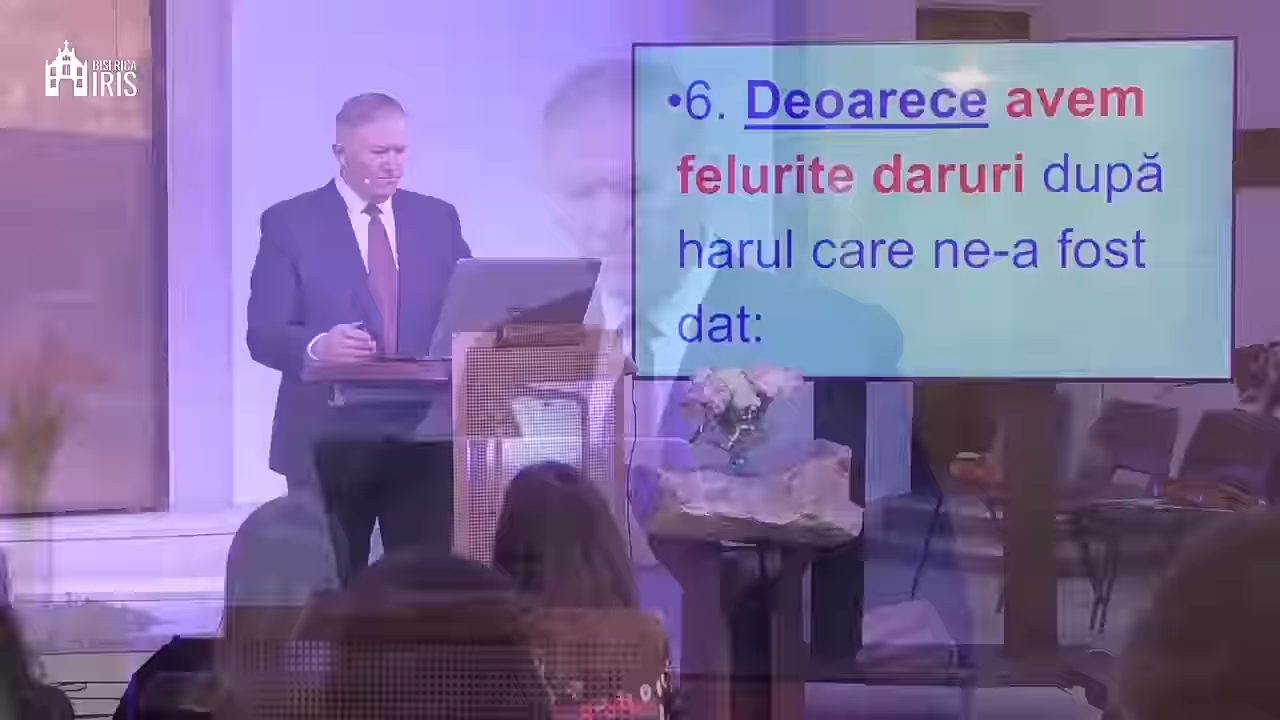 BISERICA
IRIS
•6. Deoarece avem
felurite daruri după
harul care ne-a fost
dat: